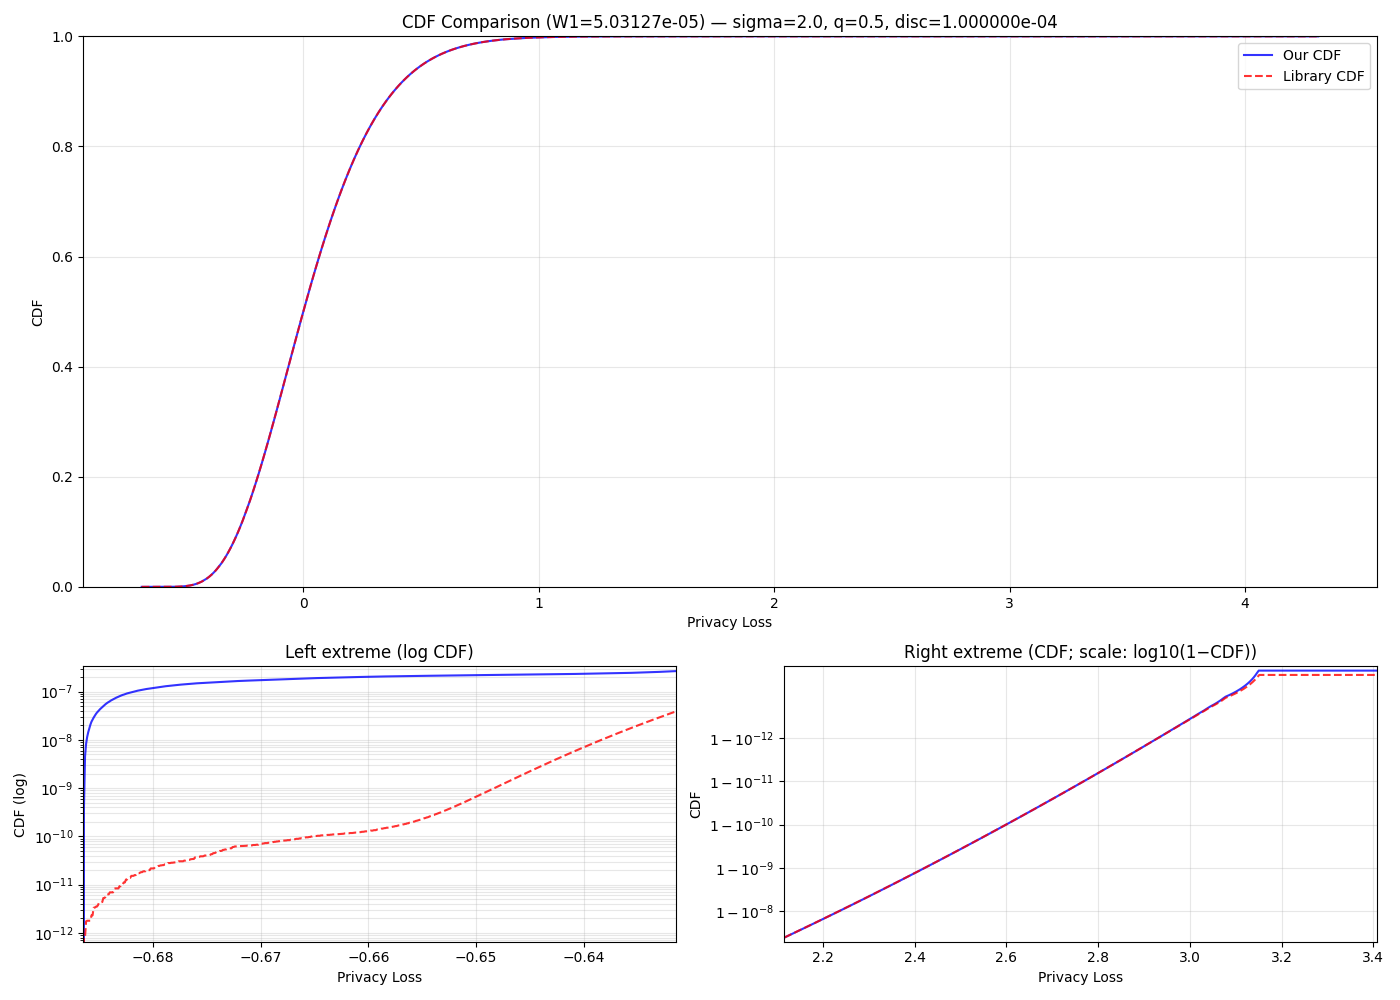 CDF Comparison (W1=5.03127e-05) — sigma=2.0, q=0.5, disc=1.000000e-04
1.0
0.8
0.6
0.4
0.2
0.0
CDF
Our CDF
Library CDF
0 1 2 3 4
Privacy Loss
Left extreme (log CDF)
10⁻⁷
10⁻⁸
10⁻⁹
10⁻¹⁰
10⁻¹¹
10⁻¹²
CDF (log)
−0.68 −0.67 −0.66 −0.65 −0.64
Privacy Loss
Right extreme (CDF; scale: log10(1−CDF))
1 − 10⁻¹²
1 − 10⁻¹¹
1 − 10⁻¹⁰
1 − 10⁻⁹
1 − 10⁻⁸
CDF
2.2 2.4 2.6 2.8 3.0 3.2 3.4
Privacy Loss